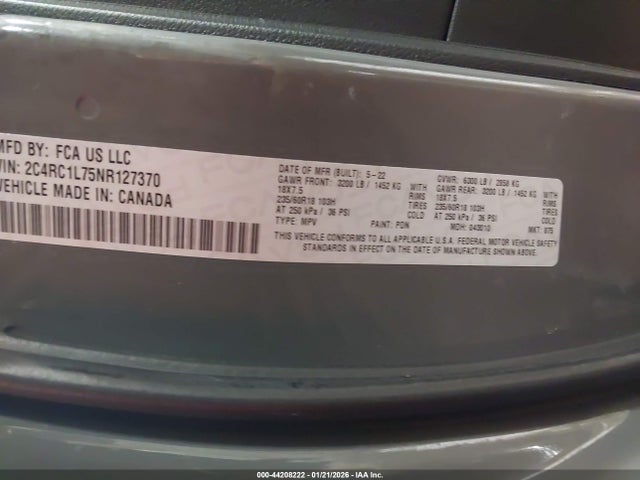 MFD BY: FCA US LLC
VIN: 2C4RC1L75NR127370
VEHICLE MADE IN: CANADA
DATE OF MFR (BUILT): 5-22 GVWR: 6300 LB / 2858 KG
GAWR FRONT: 3200 LB / 1452 KG WITH GAWR REAR: 3200 LB / 1452 KG WITH
18X7.5 RIMS 18X7.5 RIMS
235/60R18 103H TIRES 235/60R18 103H TIRES
AT 250 kPa / 36 PSI COLD AT 250 kPa / 36 PSI COLD
TYPE: MPV PAINT: PDN MDH: 043010 MKT: 875
THIS VEHICLE CONFORMS TO ALL APPLICABLE U.S.A. FEDERAL MOTOR VEHICLE SAFETY
STANDARDS IN EFFECT ON THE DATE OF MANUFACTURE SHOWN ABOVE.
000-44208222 - 01/21/2026 - IAA Inc.